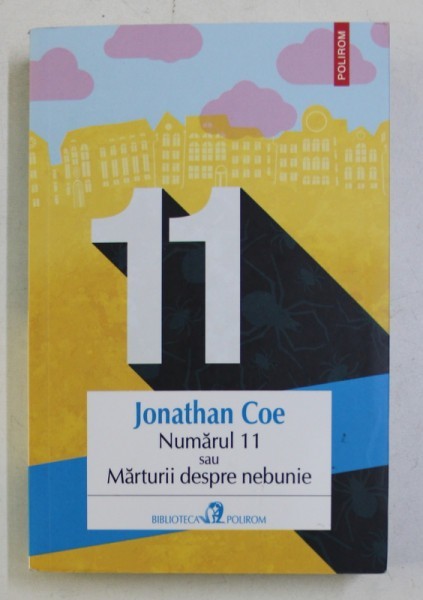 POLIROM
11
Jonathan Coe
Numărul 11
sau
Mărturii despre nebunie
BIBLIOTECA POLIROM